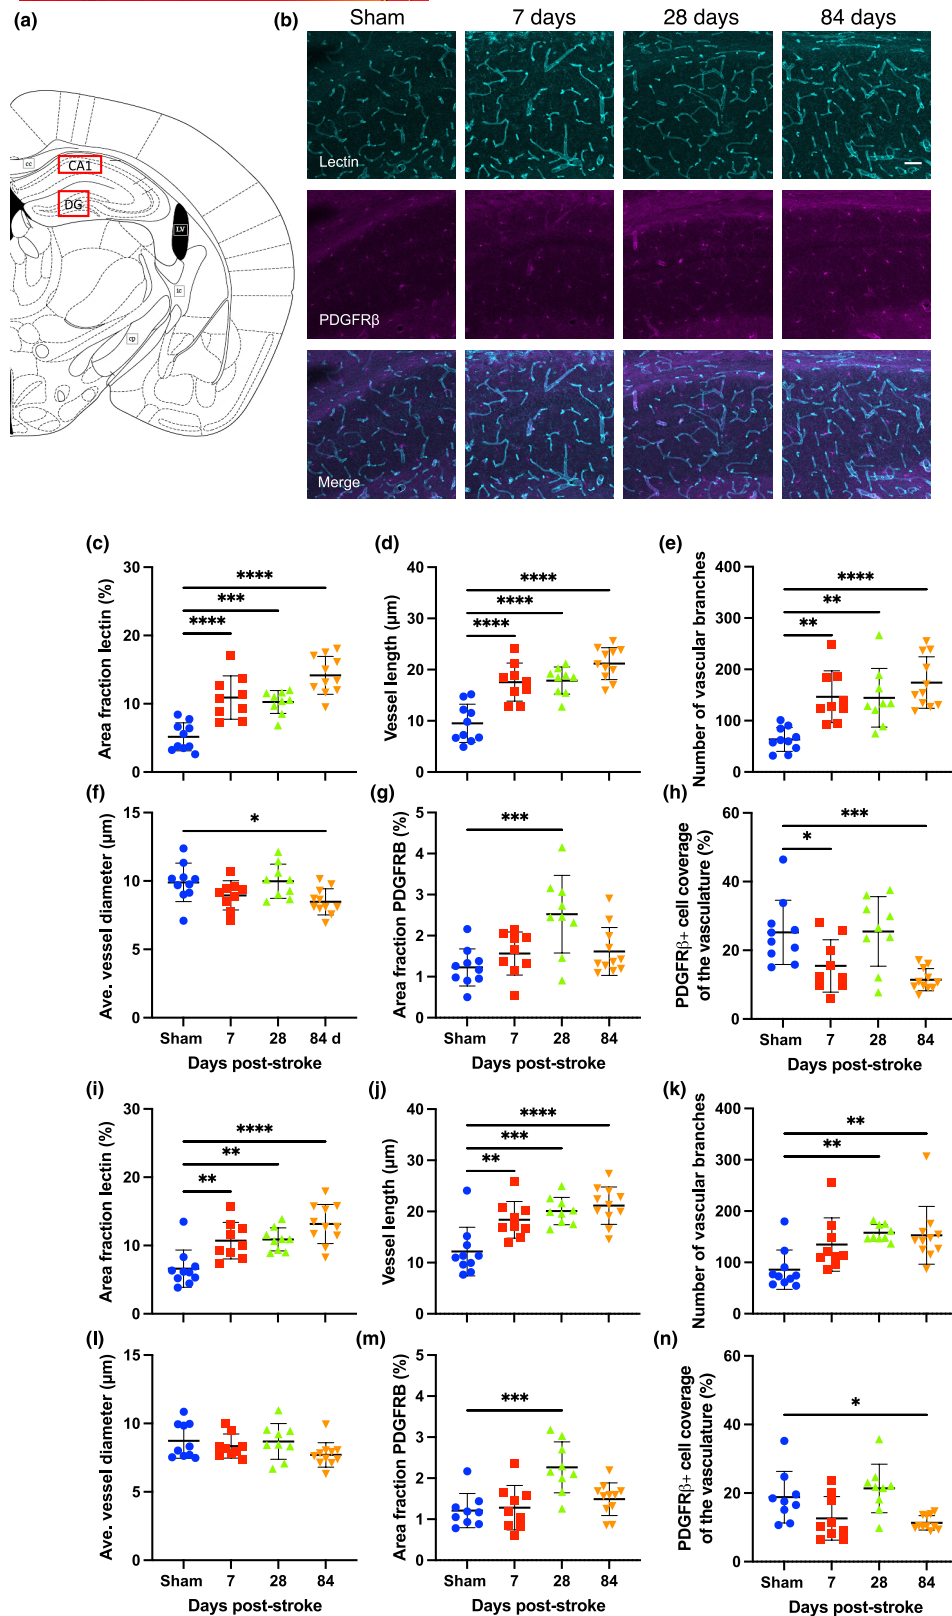 (a)
(b)
Sham
7 days
28 days
84 days
cc
CA1
DG
LV
ic
cp
Lectin
PDGFRβ
Merge
(c)
Area fraction lectin (%)
30
20
10
0
****
***
****
(d)
Vessel length (µm)
40
30
20
10
0
****
****
****
(e)
Number of vascular branches
400
300
200
100
0
****
**
**
(f)
Ave. vessel diameter (µm)
15
10
5
0
*
Sham
7
28
84 d
Days post-stroke
(g)
Area fraction PDGFRB (%)
5
4
3
2
1
0
***
Sham
7
28
84
Days post-stroke
(h)
PDGFRβ+ cell coverage
of the vasculature (%)
60
40
20
0
***
*
Sham
7
28
84
Days post-stroke
(i)
Area fraction lectin (%)
30
20
10
0
****
**
**
(j)
Vessel length (µm)
40
30
20
10
0
****
***
**
(k)
Number of vascular branches
400
300
200
100
0
**
**
(l)
Ave. vessel diameter (µm)
15
10
5
0
Sham
7
28
84
Days post-stroke
(m)
Area fraction PDGFRB (%)
5
4
3
2
1
0
***
Sham
7
28
84
Days post-stroke
(n)
PDGFRβ+ cell coverage
of the vasculature (%)
60
40
20
0
*
Sham
7
28
84
Days post-stroke